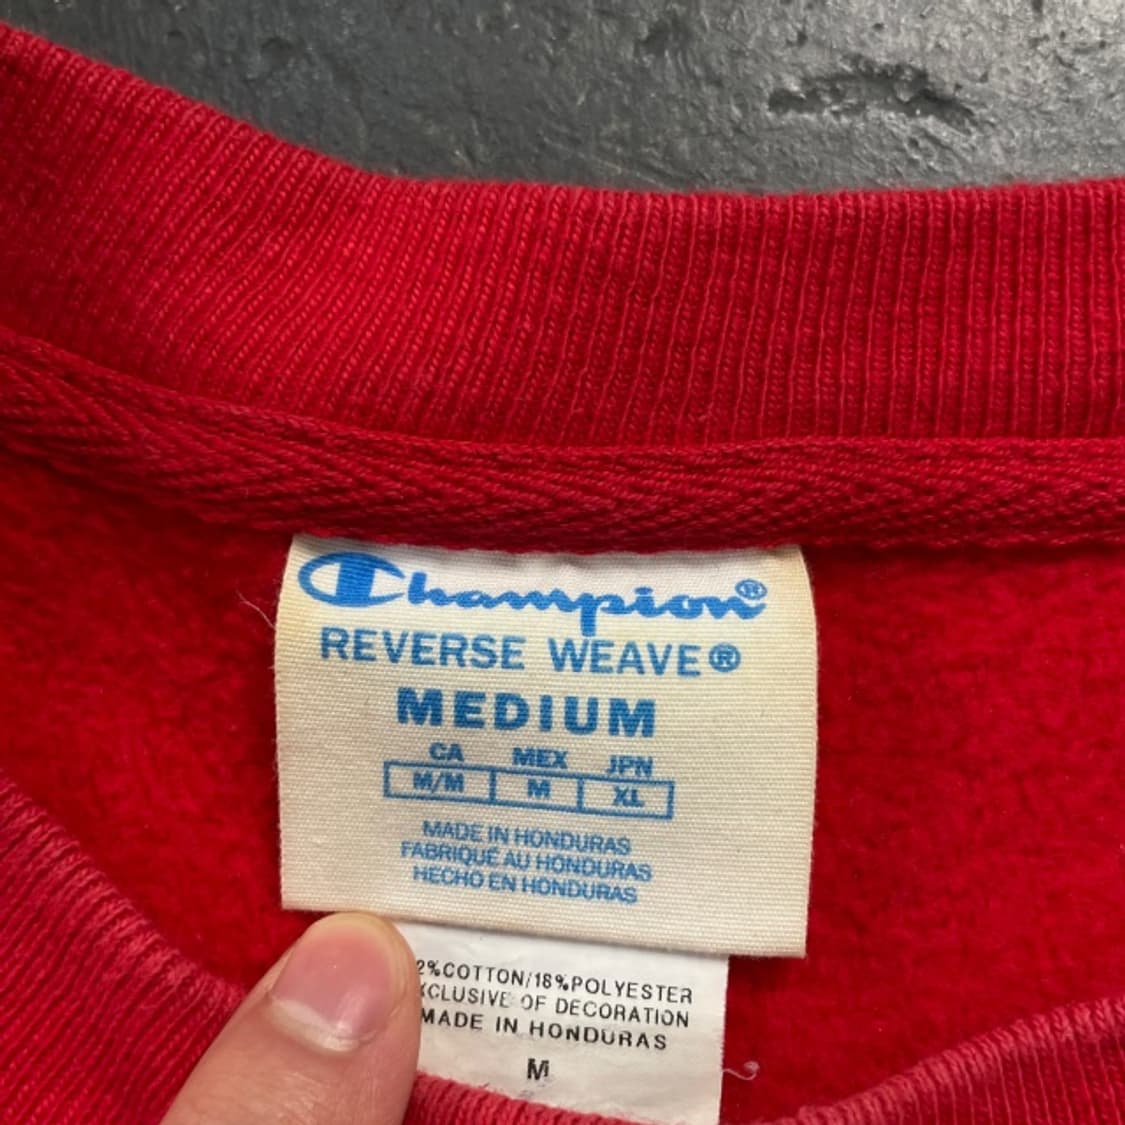 Champion®
REVERSE WEAVE®
MEDIUM
CA MEX JPN
M/M M XL
MADE IN HONDURAS
FABRIQUÉ AU HONDURAS
HECHO EN HONDURAS
2%COTTON/18%POLYESTER
XCLUSIVE OF DECORATION
MADE IN HONDURAS
M